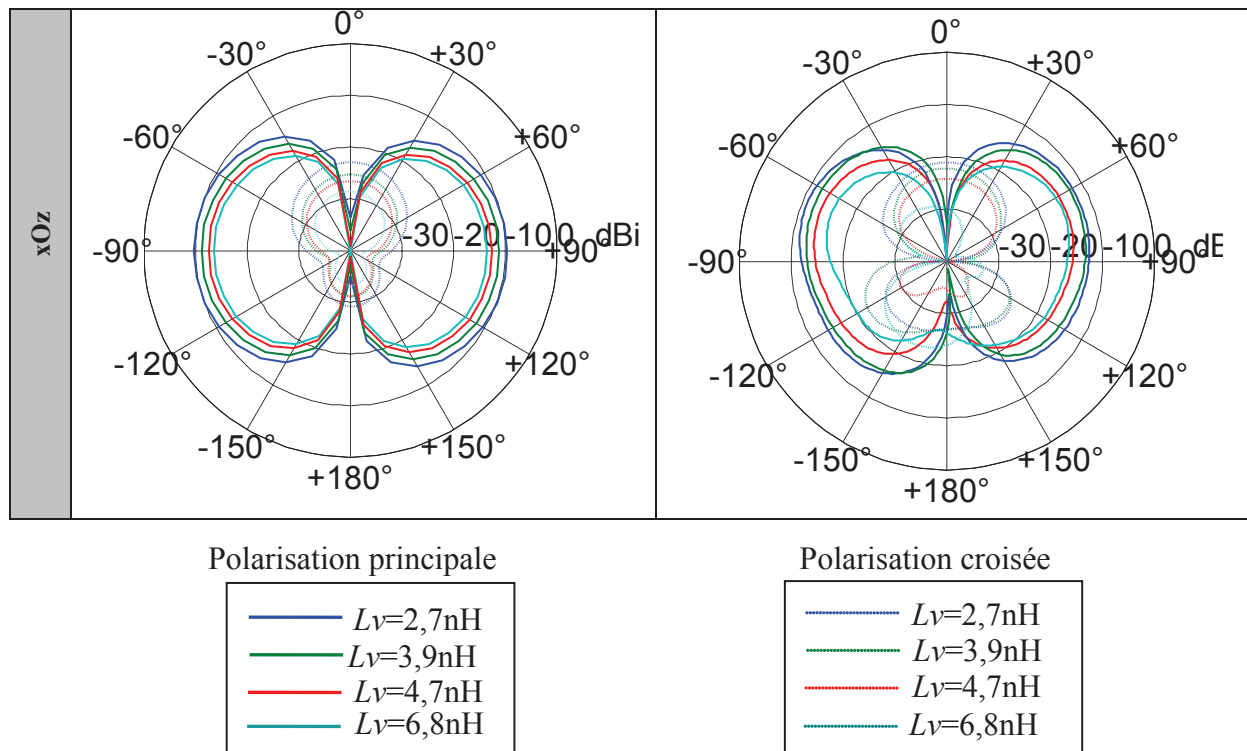 xOz
0°
-30°
+30°
-60°
+60°
-90°
-30 -20 -10 0 dBi
+90°
-120°
+120°
-150°
+150°
+180°
0°
-30°
+30°
-60°
+60°
-90°
-30 -20 -10 0 dB
+90°
-120°
+120°
-150°
+150°
+180°
Polarisation principale
Lv=2,7nH
Lv=3,9nH
Lv=4,7nH
Lv=6,8nH
Polarisation croisée
Lv=2,7nH
Lv=3,9nH
Lv=4,7nH
Lv=6,8nH